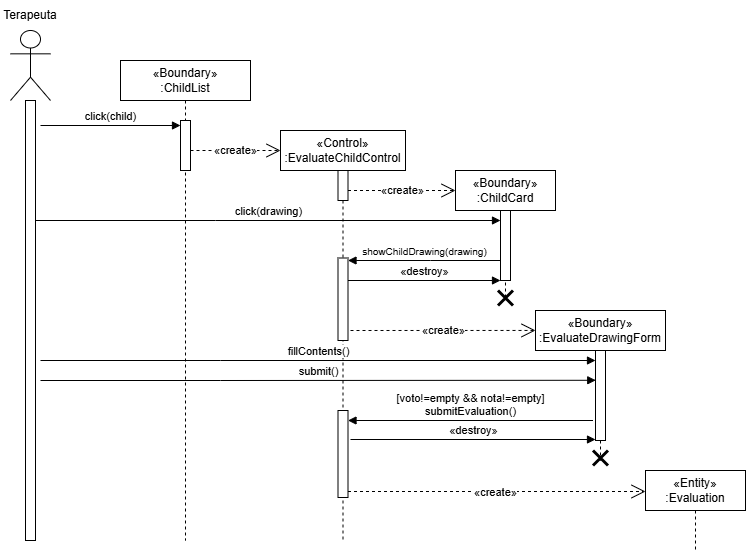 Terapeuta
«Boundary»
:ChildList
click(child)
«create»
«Control»
:EvaluateChildControl
«create»
«Boundary»
:ChildCard
click(drawing)
showChildDrawing(drawing)
«destroy»
«create»
«Boundary»
:EvaluateDrawingForm
fillContents()
submit()
[voto!=empty && nota!=empty]
submitEvaluation()
«destroy»
«create»
«Entity»
:Evaluation